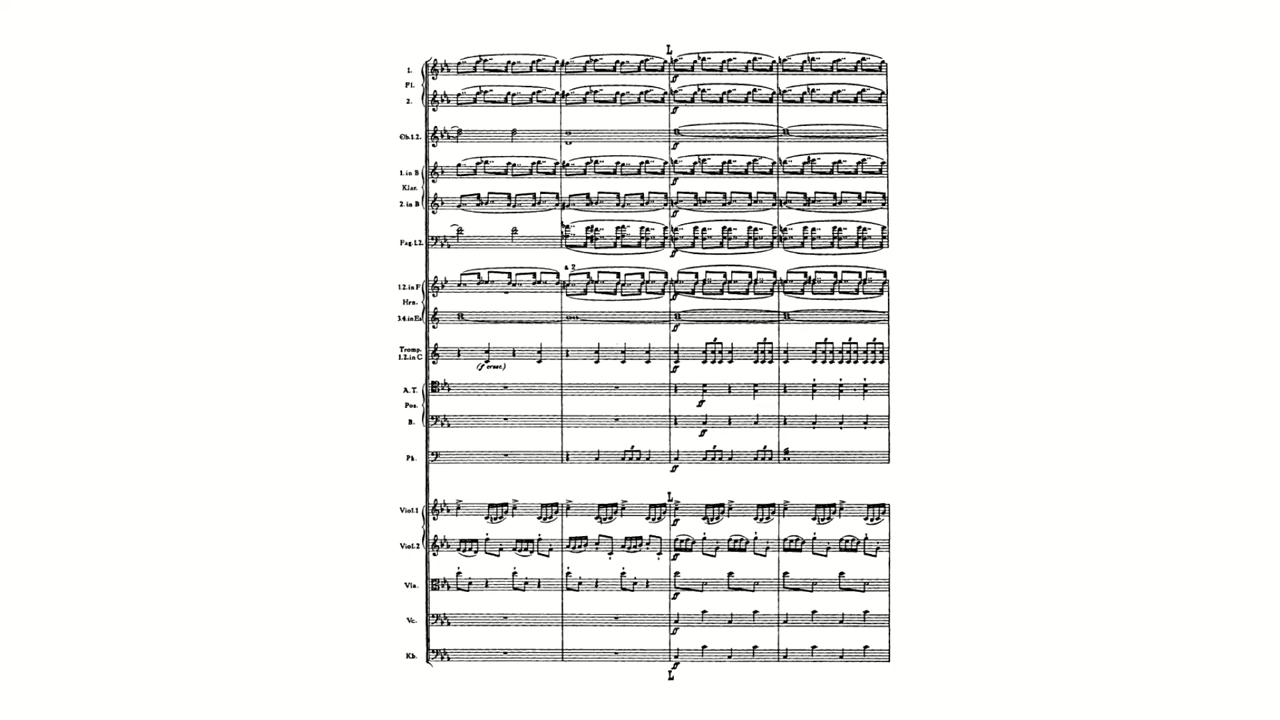 L
1.
Fl.
2.
Ob.1.2.
1. in B
Klar.
2. in B
Fag.1.2.
a 2
1.2. in F
Hrn.
3.4. in Es
Tromp.
1.2. in C
(f cresc.)
A. T.
Pos.
B.
Pk.
ff
L
Viol.1
Viol.2
Vla.
Vc.
Kb.
L